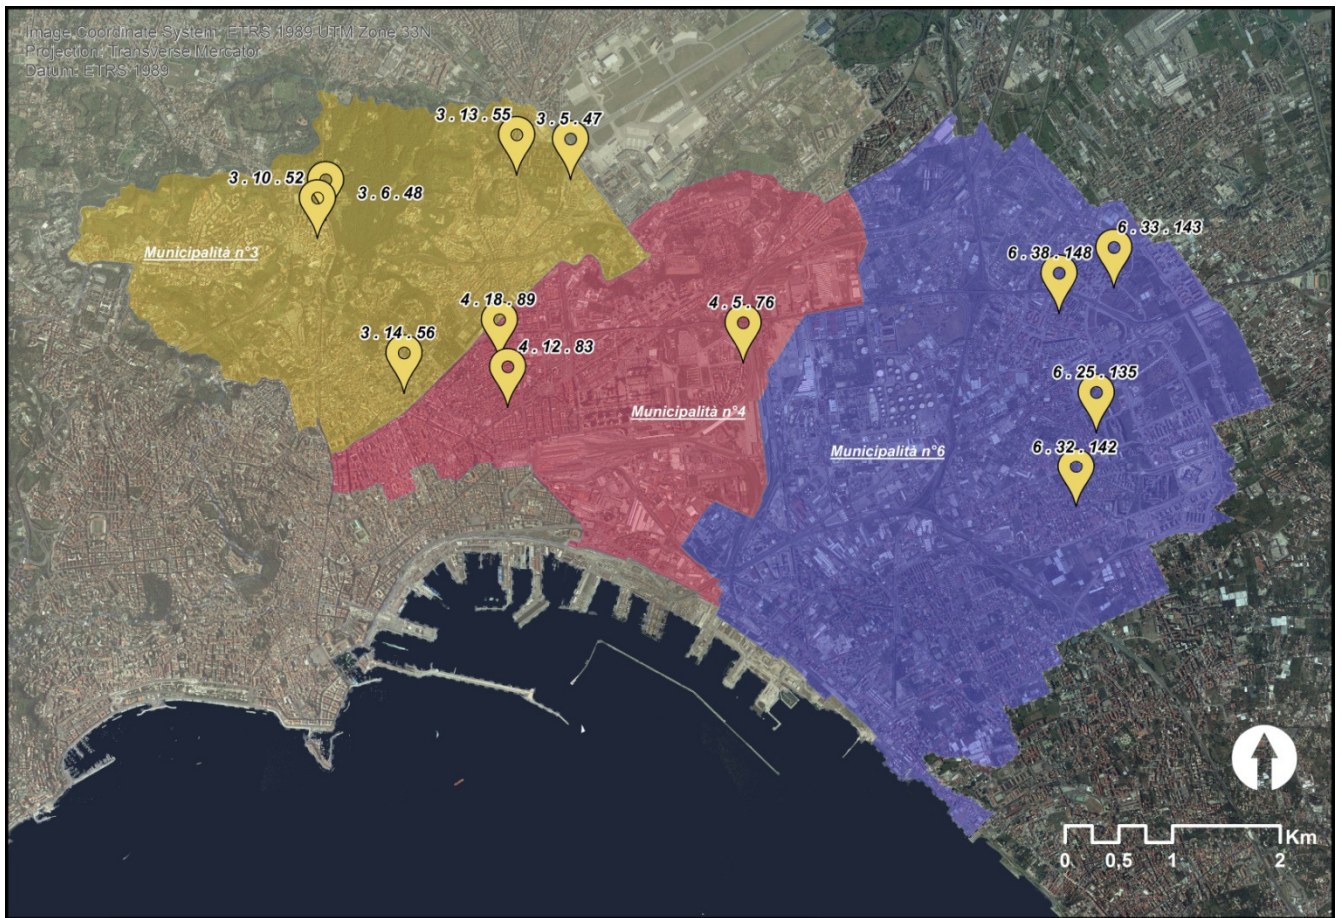 Image Coordinate System: ETRS 1989 UTM Zone 33N
Projection: Transverse Mercator
Datum: ETRS 1989
3 . 13 . 55
3 . 5 . 47
3 . 10 . 52
3 . 6 . 48
Municipalità n°3
6 . 33 . 143
6 . 38 . 148
4 . 18 . 89
4 . 5 . 76
3 . 14 . 56
4 . 12 . 83
6 . 25 . 135
Municipalità n°4
Municipalità n°6
6 . 32 . 142
Km
0 0,5 1 2